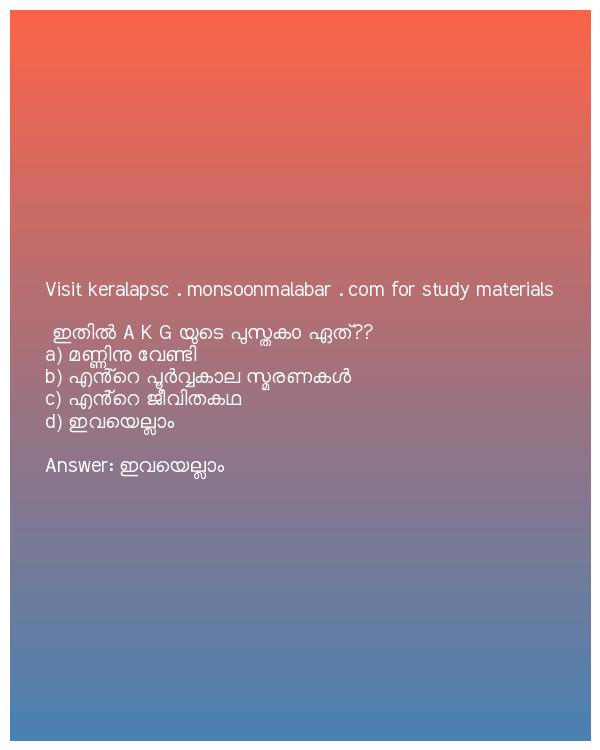 Visit keralapsc . monsoonmalabar . com for study materials
ഇതിൽ A K G യുടെ പുസ്തകം ഏത്??
a) മണ്ണിനു വേണ്ടി
b) എൻ്റെ പൂർവ്വകാല സ്മരണകൾ
c) എൻ്റെ ജീവിതകഥ
d) ഇവയെല്ലാം
Answer: ഇവയെല്ലാം